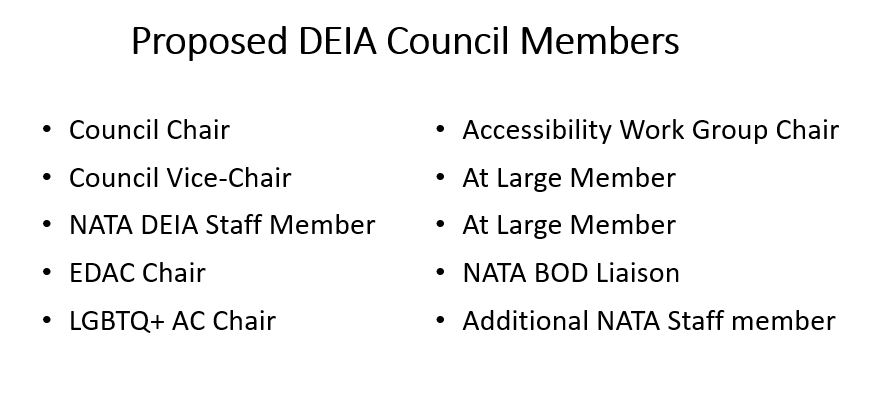 Proposed DEIA Council Members
• Council Chair
• Council Vice-Chair
• NATA DEIA Staff Member
• EDAC Chair
• LGBTQ+ AC Chair
• Accessibility Work Group Chair
• At Large Member
• At Large Member
• NATA BOD Liaison
• Additional NATA Staff member